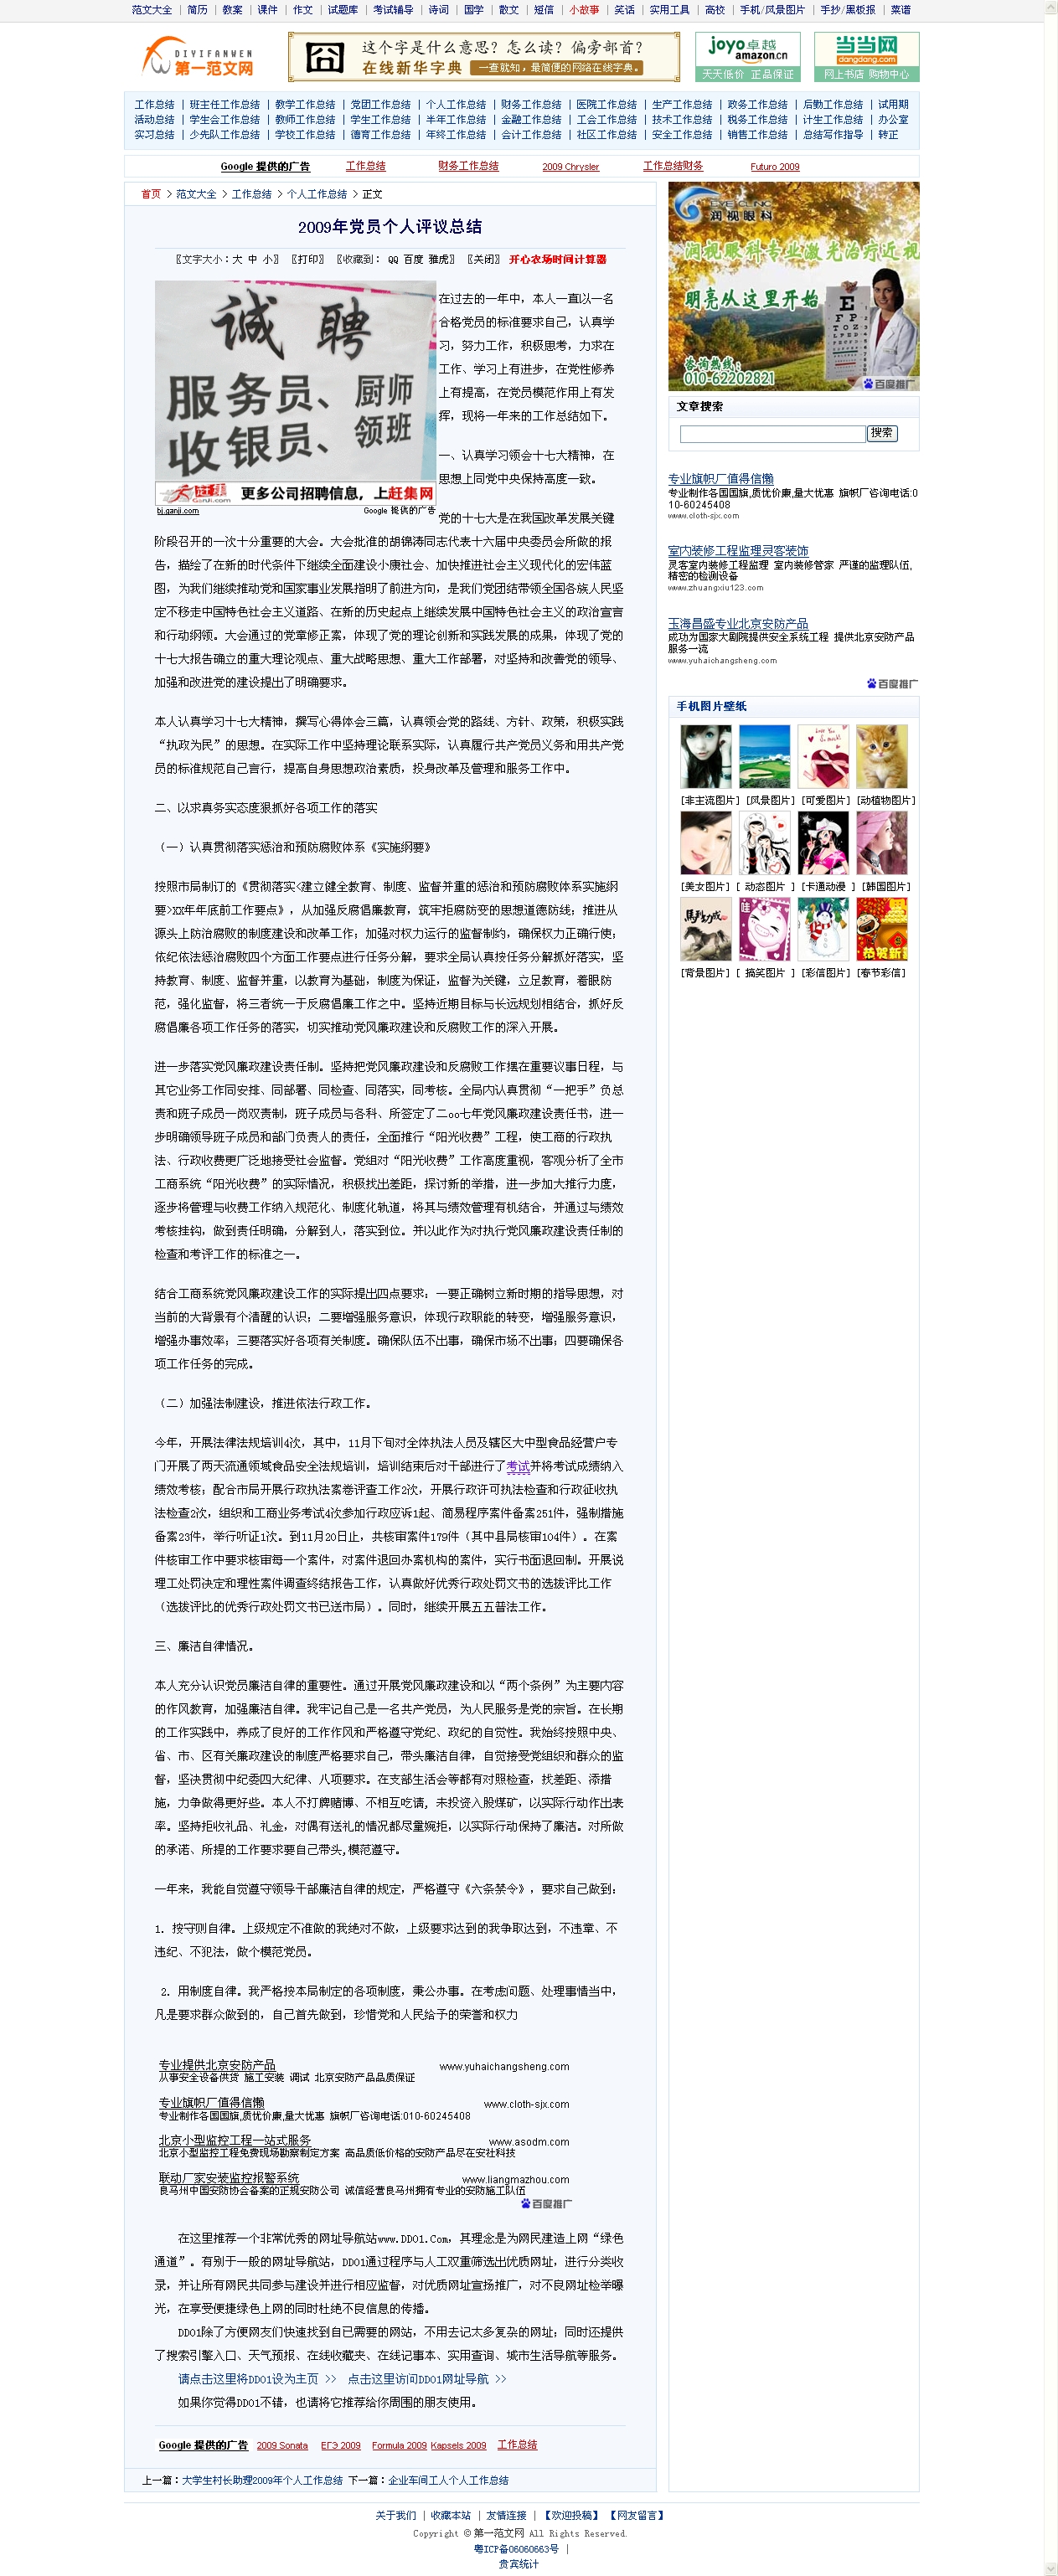 范文大全 | 简历 | 教案 | 课件 | 作文 | 试题库 | 考试辅导 | 诗词 | 国学 | 散文 | 短信 | 小故事 | 笑话 | 实用工具 | 高校 | 手机/风景图片 | 手抄/黑板报 | 菜谱
DIYIFANWEN
第一范文网
囧 这个字是什么意思？怎么读？偏旁部首？
在线新华字典 一查就知，最简便的网络在线字典。
joyo卓越
amazon.cn
天天低价 正品保证
当当网
dangdang.com
网上书店 购物中心
工作总结 | 班主任工作总结 | 教学工作总结 | 党团工作总结 | 个人工作总结 | 财务工作总结 | 医院工作总结 | 生产工作总结 | 政务工作总结 | 后勤工作总结 | 试用期
活动总结 | 学生会工作总结 | 教师工作总结 | 学生工作总结 | 半年工作总结 | 金融工作总结 | 工会工作总结 | 技术工作总结 | 税务工作总结 | 计生工作总结 | 办公室
实习总结 | 少先队工作总结 | 学校工作总结 | 德育工作总结 | 年终工作总结 | 会计工作总结 | 社区工作总结 | 安全工作总结 | 销售工作总结 | 总结写作指导 | 转正
Google 提供的广告 工作总结 财务工作总结 2009 Chrysler 工作总结财务 Futuro 2009
首页 > 范文大全 > 工作总结 > 个人工作总结 > 正文
2009年党员个人评议总结
〖文字大小：大 中 小〗 〖打印〗 〖收藏到： QQ 百度 雅虎〗 〖关闭〗 开心农场时间计算器
诚聘
服务员、厨师
收银员、领班
赶集 Ganji.com 更多公司招聘信息，上赶集网
bj.ganji.com Google 提供的广告
在过去的一年中，本人一直以一名
合格党员的标准要求自己，认真学
习，努力工作，积极思考，力求在
工作、学习上有进步，在党性修养
上有提高，在党员模范作用上有发
挥，现将一年来的工作总结如下。
一、认真学习领会十七大精神，在
思想上同党中央保持高度一致。
党的十七大是在我国改革发展关键
阶段召开的一次十分重要的大会。大会批准的胡锦涛同志代表十六届中央委员会所做的报
告，描绘了在新的时代条件下继续全面建设小康社会、加快推进社会主义现代化的宏伟蓝
图，为我们继续推动党和国家事业发展指明了前进方向，是我们党团结带领全国各族人民坚
定不移走中国特色社会主义道路、在新的历史起点上继续发展中国特色社会主义的政治宣言
和行动纲领。大会通过的党章修正案，体现了党的理论创新和实践发展的成果，体现了党的
十七大报告确立的重大理论观点、重大战略思想、重大工作部署，对坚持和改善党的领导、
加强和改进党的建设提出了明确要求。
本人认真学习十七大精神，撰写心得体会三篇，认真领会党的路线、方针、政策，积极实践
“执政为民”的思想。在实际工作中坚持理论联系实际，认真履行共产党员义务和用共产党
员的标准规范自己言行，提高自身思想政治素质，投身改革及管理和服务工作中。
二、以求真务实态度狠抓好各项工作的落实
（一）认真贯彻落实惩治和预防腐败体系《实施纲要》
按照市局制订的《贯彻落实<建立健全教育、制度、监督并重的惩治和预防腐败体系实施纲
要>xx年年底前工作要点》，从加强反腐倡廉教育，筑牢拒腐防变的思想道德防线；推进从
源头上防治腐败的制度建设和改革工作；加强对权力运行的监督制约，确保权力正确行使；
依纪依法惩治腐败四个方面工作要点进行任务分解，要求全局认真按任务分解抓好落实，坚
持教育、制度、监督并重，以教育为基础，制度为保证，监督为关键，立足教育，着眼防
范，强化监督，将三者统一于反腐倡廉工作之中。坚持近期目标与长远规划相结合，抓好反
腐倡廉各项工作任务的落实，切实推动党风廉政建设和反腐败工作的深入开展。
进一步落实党风廉政建设责任制。坚持把党风廉政建设和反腐败工作摆在重要议事日程，与
其它业务工作同安排、同部署、同检查、同落实，同考核。全局内认真贯彻“一把手”负总
责和班子成员一岗双责制，班子成员与各科、所签定了二oo七年党风廉政建设责任书，进一
步明确领导班子成员和部门负责人的责任，全面推行“阳光收费”工程，使工商的行政执
法、行政收费更广泛地接受社会监督。党组对“阳光收费”工作高度重视，客观分析了全市
工商系统“阳光收费”的实际情况，积极找出差距，探讨新的举措，进一步加大推行力度，
逐步将管理与收费工作纳入规范化、制度化轨道，将其与绩效管理有机结合，并通过与绩效
考核挂钩，做到责任明确，分解到人，落实到位。并以此作为对执行党风廉政建设责任制的
检查和考评工作的标准之一。
结合工商系统党风廉政建设工作的实际提出四点要求：一要正确树立新时期的指导思想，对
当前的大背景有个清醒的认识；二要增强服务意识，体现行政职能的转变，增强服务意识，
增强办事效率；三要落实好各项有关制度。确保队伍不出事，确保市场不出事；四要确保各
项工作任务的完成。
（二）加强法制建设，推进依法行政工作。
今年，开展法律法规培训4次，其中，11月下旬对全体执法人员及辖区大中型食品经营户专
门开展了两天流通领域食品安全法规培训，培训结束后对干部进行了考试并将考试成绩纳入
绩效考核；配合市局开展行政执法案卷评查工作2次，开展行政许可执法检查和行政征收执
法检查2次，组织和工商业务考试4次参加行政应诉1起、简易程序案件备案251件，强制措施
备案23件，举行听证1次。到11月20日止，共核审案件179件（其中县局核审104件）。在案
件核审工作中要求核审每一个案件，对案件退回办案机构的案件，实行书面退回制。开展说
理工处罚决定和理性案件调查终结报告工作，认真做好优秀行政处罚文书的选拔评比工作
（选拔评比的优秀行政处罚文书已送市局）。同时，继续开展五五普法工作。
三、廉洁自律情况。
本人充分认识党员廉洁自律的重要性。通过开展党风廉政建设和以“两个条例”为主要内容
的作风教育，加强廉洁自律。我牢记自己是一名共产党员，为人民服务是党的宗旨。在长期
的工作实践中，养成了良好的工作作风和严格遵守党纪、政纪的自觉性。我始终按照中央、
省、市、区有关廉政建设的制度严格要求自己，带头廉洁自律，自觉接受党组织和群众的监
督，坚决贯彻中纪委四大纪律、八项要求。在支部生活会等都有对照检查，找差距、添措
施，力争做得更好些。本人不打牌赌博、不相互吃请，未投资入股煤矿，以实际行动作出表
率。坚持拒收礼品、礼金，对偶有送礼的情况都尽量婉拒，以实际行动保持了廉洁。对所做
的承诺、所提的工作要求要自己带头,模范遵守。
一年来，我能自觉遵守领导干部廉洁自律的规定，严格遵守《六条禁令》，要求自己做到：
1. 按守则自律。上级规定不准做的我绝对不做，上级要求达到的我争取达到，不违章、不
违纪、不犯法，做个模范党员。
2. 用制度自律。我严格按本局制定的各项制度，秉公办事。在考虑问题、处理事情当中，
凡是要求群众做到的，自己首先做到，珍惜党和人民给予的荣誉和权力
专业提供北京安防产品 www.yuhaichangsheng.com
从事安全设备供货 施工安装 调试 北京安防产品品质保证
专业旗帜厂值得信懒 www.cloth-sjx.com
专业制作各国国旗,质优价廉,量大优惠 旗帜厂咨询电话:010-60245408
北京小型监控工程一站式服务 www.asodm.com
北京小型监控工程免费现场勘察制定方案 高品质低价格的安防产品尽在安社科技
联动厂家安装监控报警系统 www.liangmazhou.com
良马州中国安防协会备案的正规安防公司 诚信经营良马州拥有专业的安防施工队伍
百度推广
在这里推荐一个非常优秀的网址导航站www.DD01.Com，其理念是为网民建造上网“绿色
通道”。有别于一般的网址导航站，DD01通过程序与人工双重筛选出优质网址，进行分类收
录，并让所有网民共同参与建设并进行相应监督，对优质网址宣扬推广，对不良网址检举曝
光，在享受便捷绿色上网的同时杜绝不良信息的传播。
DD01除了方便网友们快速找到自已需要的网站，不用去记太多复杂的网址；同时还提供
了搜索引擎入口、天气预报、在线收藏夹、在线记事本、实用查询、城市生活导航等服务。
请点击这里将DD01设为主页 >> 点击这里访问DD01网址导航 >>
如果你觉得DD01不错，也请将它推荐给你周围的朋友使用。
Google 提供的广告 2009 Sonata ЕГЭ 2009 Formula 2009 Kapsels 2009 工作总结
上一篇：大学生村长助理2009年个人工作总结 下一篇：企业车间工人个人工作总结
EYE CLINIC
润视眼科
润视眼科专业激光治疗近视
明亮从这里开始
咨询热线：
010-62202821
百度推广
文章搜索
搜索
专业旗帜厂值得信懒
专业制作各国国旗,质优价廉,量大优惠 旗帜厂咨询电话:0
10-60245408
www.cloth-sjx.com
室内装修工程监理灵客装饰
灵客室内装修工程监理 室内装修管家 严谨的监理队伍,
精密的检测设备
www.zhuangxiu123.com
玉海昌盛专业北京安防产品
成功为国家大剧院提供安全系统工程 提供北京安防产品
服务一流
www.yuhaichangsheng.com
百度推广
手机图片壁纸
[非主流图片] [风景图片] [可爱图片] [动植物图片]
[美女图片] [ 动态图片 ] [卡通动漫 ] [韩国图片]
[背景图片] [ 搞笑图片 ] [彩信图片] [春节彩信]
关于我们 | 收藏本站 | 友情连接 | 【欢迎投稿】 【网友留言】
Copyright © 第一范文网 All Rights Reserved.
粤ICP备06060663号 |
贵宾统计